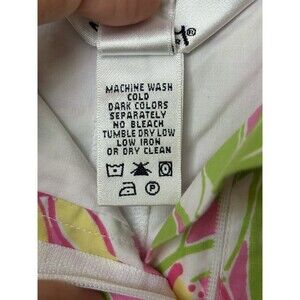 MACHINE WASH
COLD
DARK COLORS
SEPARATELY
NO BLEACH
TUMBLE DRY LOW
LOW IRON
OR DRY CLEAN
P